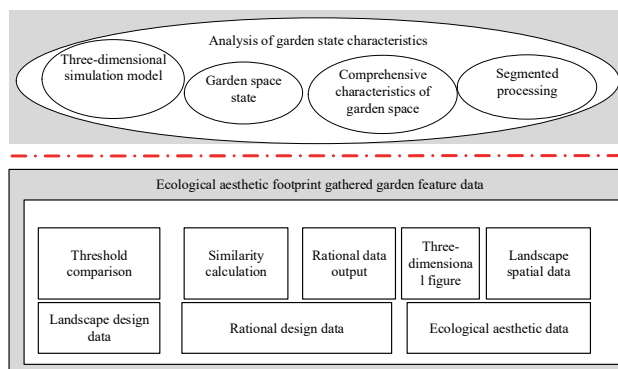 Analysis of garden state characteristics
Three-dimensional
simulation model
Garden space
state
Comprehensive
characteristics of
garden space
Segmented
processing
Ecological aesthetic footprint gathered garden feature data
Threshold
comparison
Similarity
calculation
Rational data
output
Three-
dimensiona
l figure
Landscape
spatial data
Landscape design
data
Rational design data
Ecological aesthetic data